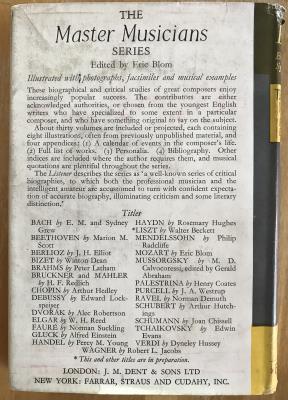 THE
Master Musicians
SERIES
Edited by Eric Blom
Illustrated with photographs, facsimiles and musical examples
These biographical and critical studies of great composers enjoy
increasingly popular success. The contributors are either
acknowledged authorities, or chosen from the youngest English
writers who have specialized to some extent in a particular
composer, and who have something original to say on the subject.
About thirty volumes are included or projected, each containing
eight illustrations, often from previously unpublished material, and
four appendices: (1) A calendar of events in the composer's life.
(2) Full list of works. (3) Personalia. (4) Bibliography. Other
indices are included where the author requires them, and musical
quotations are plentiful throughout the series.
The Listener describes the series as 'a well-known series of critical
biographies, to which both the professional musician and the
intelligent amateur are accustomed to turn with confident expecta-
tion of accurate biography, illuminating criticism and some literary
distinction.'
Titles
BACH by E. M. and Sydney
Grew
BEETHOVEN by Marion M.
Scott
BERLIOZ by J. H. Elliot
BIZET by Winton Dean
BRAHMS by Peter Latham
BRUCKNER AND MAHLER
by H. F. Redlich
CHOPIN by Arthur Hedley
DEBUSSY by Edward Lock-
speiser
DVOŘÁK by Alec Robertson
ELGAR by W. H. Reed
FAURÉ by Norman Suckling
GLUCK by Alfred Einstein
HANDEL by Percy M. Young
HAYDN by Rosemary Hughes
*LISZT by Walter Beckett
MENDELSSOHN by Philip
Radcliffe
MOZART by Eric Blom
MUSSORGSKY by M. D.
Calvocoressi, edited by Gerald
Abraham
PALESTRINA by Henry Coates
PURCELL by J. A. Westrup
RAVEL by Norman Demuth
SCHUBERT by Arthur Hutch-
ings
SCHUMANN by Joan Chissell
TCHAIKOVSKY by Edwin
Evans
VERDI by Dyneley Hussey
WAGNER by Robert L. Jacobs
* This and other titles are in preparation.
LONDON: J. M. DENT & SONS LTD
NEW YORK: FARRAR, STRAUS AND CUDAHY, INC.